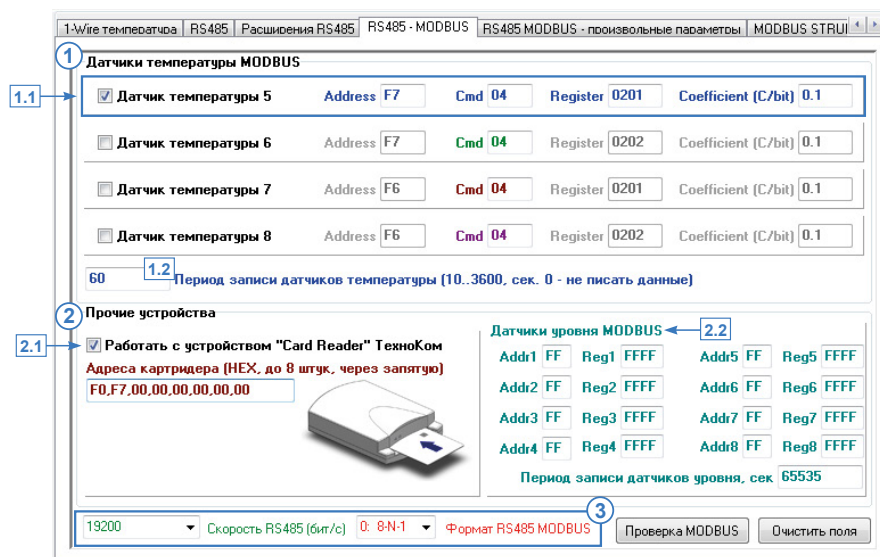 1-Wire температура RS485 Расширения RS485 RS485 - MODBUS RS485 MODBUS - произвольные параметры MODBUS STRUI
1 Датчики температуры MODBUS
1.1 Датчик температуры 5 Address F7 Cmd 04 Register 0201 Coefficient (C/bit) 0.1
Датчик температуры 6 Address F7 Cmd 04 Register 0202 Coefficient (C/bit) 0.1
Датчик температуры 7 Address F6 Cmd 04 Register 0201 Coefficient (C/bit) 0.1
Датчик температуры 8 Address F6 Cmd 04 Register 0202 Coefficient (C/bit) 0.1
60 1.2 Период записи датчиков температуры (10..3600, сек. 0 - не писать данные)
2 Прочие устройства
Датчики уровня MODBUS 2.2
2.1 Работать с устройством "Card Reader" ТехноКом
Адреса картридера (HEX, до 8 штук, через запятую)
F0,F7,00,00,00,00,00,00
Addr1 FF Reg1 FFFF Addr5 FF Reg5 FFFF
Addr2 FF Reg2 FFFF Addr6 FF Reg6 FFFF
Addr3 FF Reg3 FFFF Addr7 FF Reg7 FFFF
Addr4 FF Reg4 FFFF Addr8 FF Reg8 FFFF
Период записи датчиков уровня, сек 65535
19200 Скорость RS485 (бит/с) 0: 8-N-1 Формат RS485 MODBUS 3 Проверка MODBUS Очистить поля